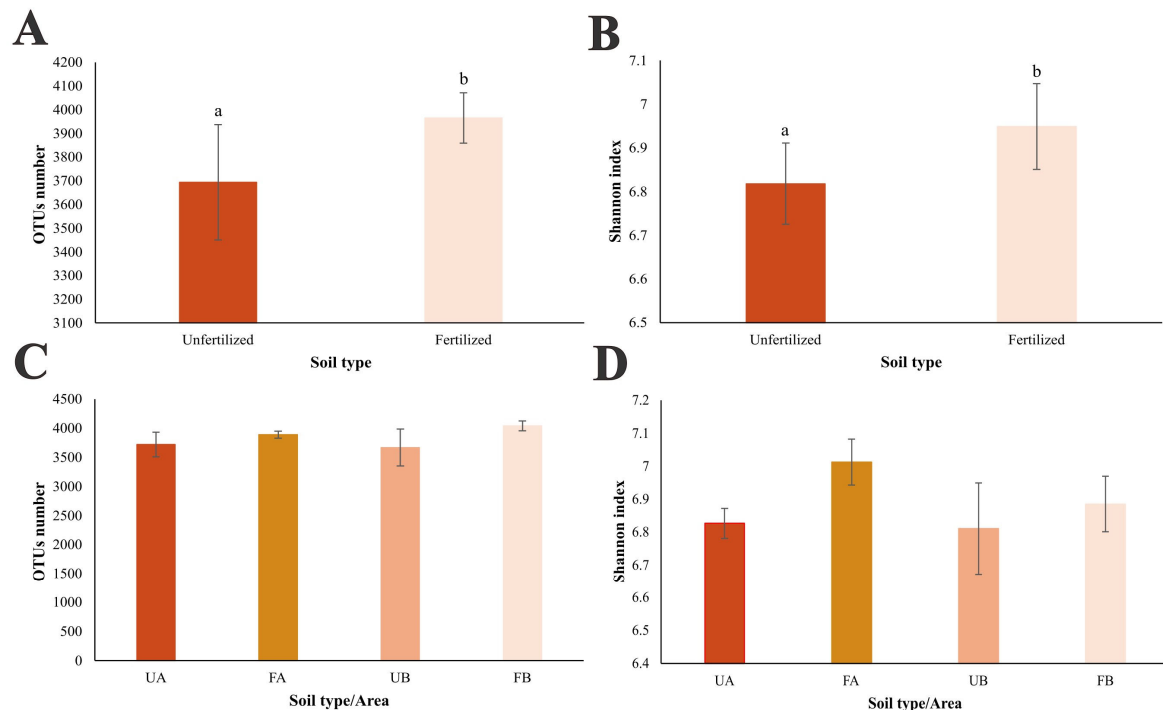 A
OTUs number
4200
4100
4000
3900
3800
3700
3600
3500
3400
3300
3200
3100
a
b
Unfertilized
Fertilized
Soil type
B
Shannon index
7.1
7
6.9
6.8
6.7
6.6
6.5
a
b
Unfertilized
Fertilized
Soil type
C
OTUs number
4500
4000
3500
3000
2500
2000
1500
1000
500
0
UA
FA
UB
FB
Soil type/Area
D
Shannon index
7.2
7.1
7
6.9
6.8
6.7
6.6
6.5
6.4
UA
FA
UB
FB
Soil type/Area